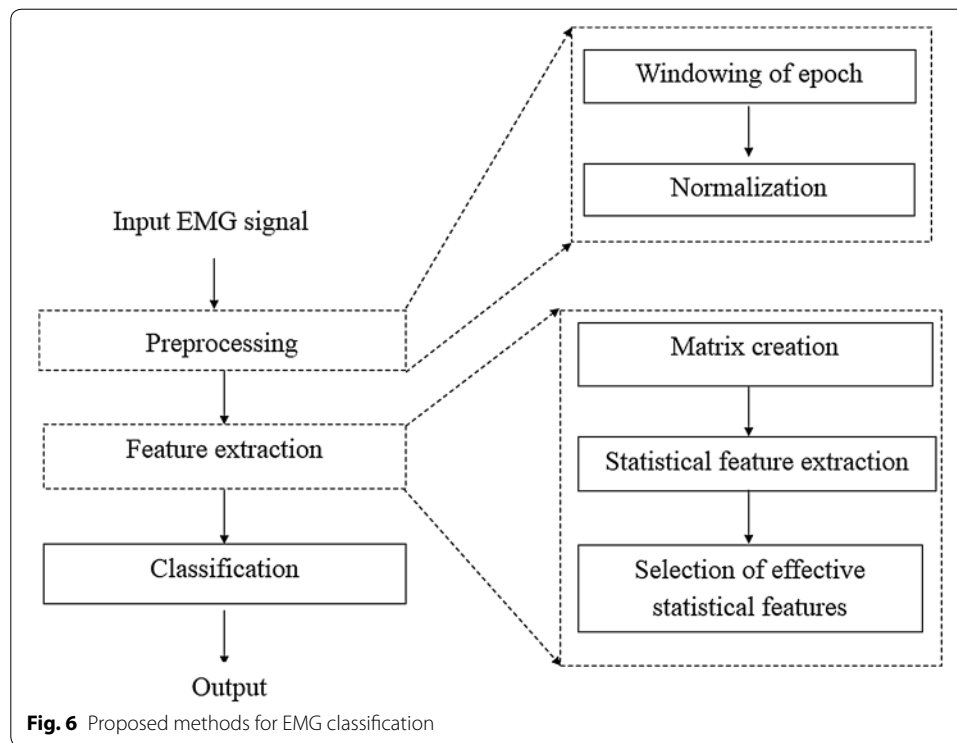 Input EMG signal
Preprocessing
Feature extraction
Classification
Output
Windowing of epoch
Normalization
Matrix creation
Statistical feature extraction
Selection of effective
statistical features
Fig. 6 Proposed methods for EMG classification